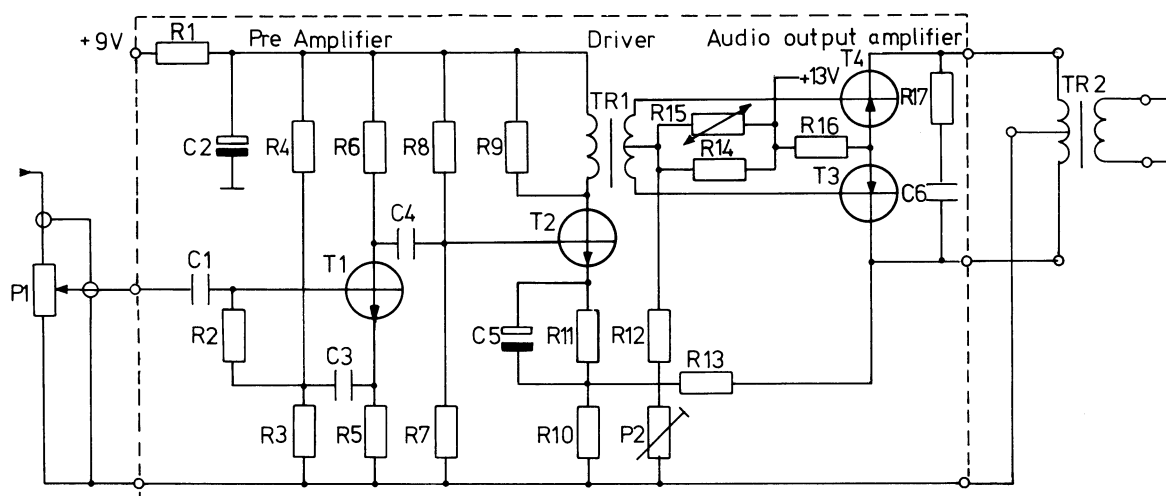 +9V
R1
Pre Amplifier
Driver
Audio output amplifier
T4
+13V
TR1
R17
TR2
R15
R16
C2
R4
R6
R8
R9
R14
T3
C6
C4
T2
C1
T1
P1
R2
C5
R11
R12
C3
R13
R3
R5
R7
R10
P2